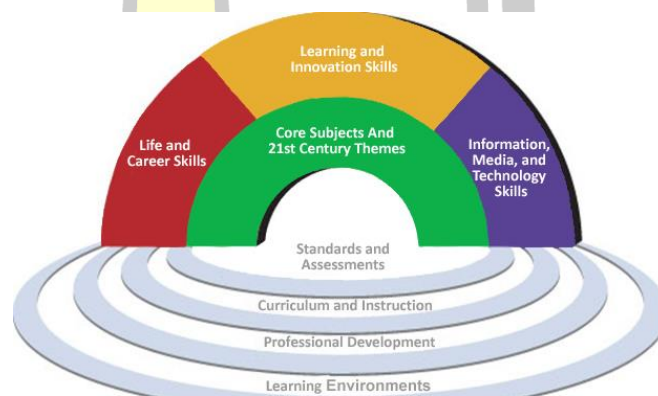 Learning and
Innovation Skills
Life and
Career Skills
Core Subjects And
21st Century Themes
Information,
Media, and
Technology
Skills
Standards and
Assessments
Curriculum and Instruction
Professional Development
Learning Environments